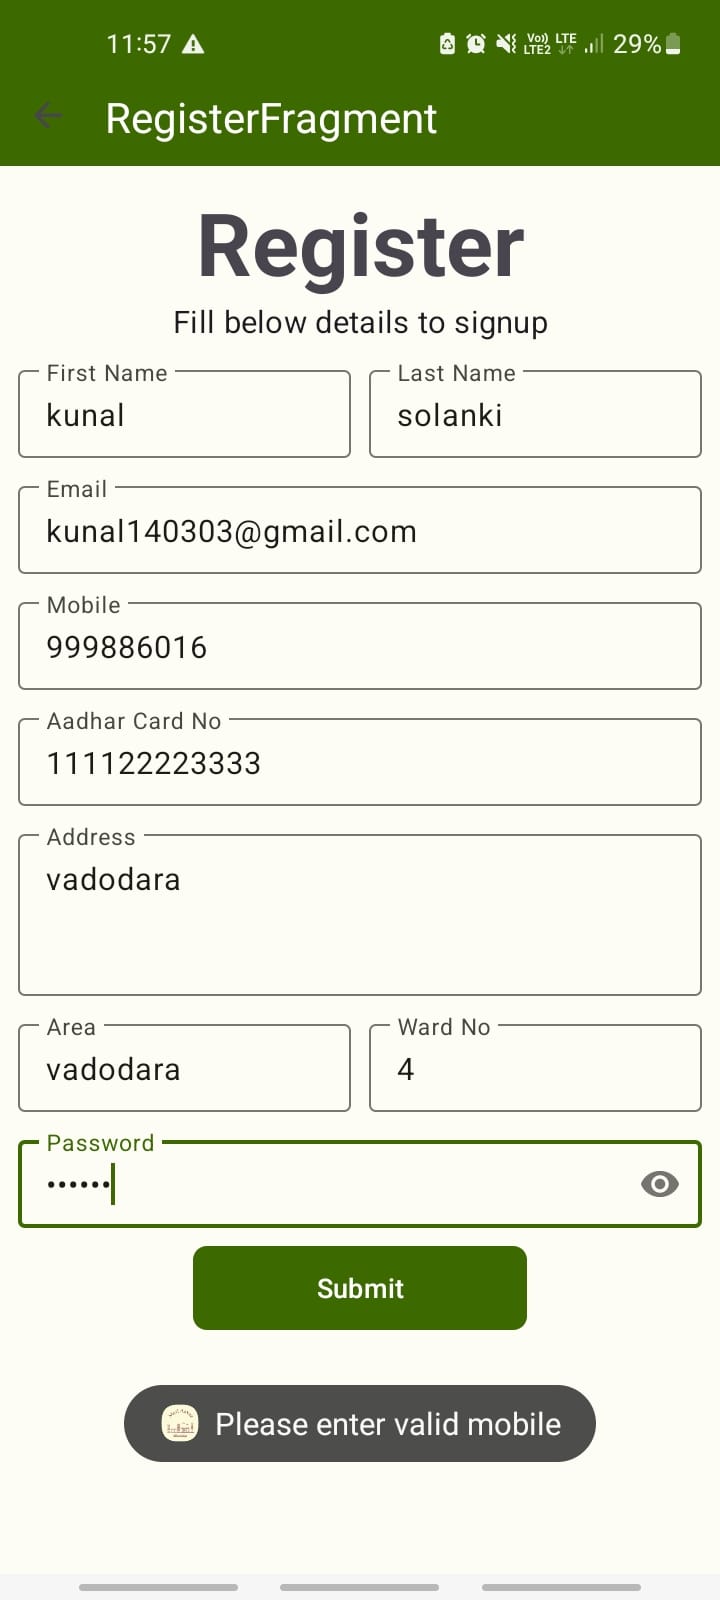 11:57
Vo)) LTE
LTE2
29%
RegisterFragment
Register
Fill below details to signup
First Name
kunal
Last Name
solanki
Email
kunal140303@gmail.com
Mobile
999886016
Aadhar Card No
111122223333
Address
vadodara
Area
vadodara
Ward No
4
Password
••••••
Submit
Please enter valid mobile